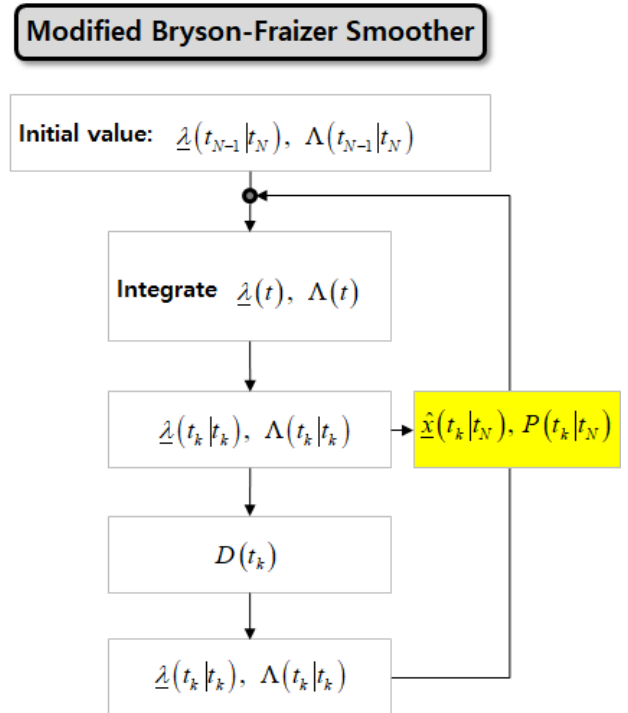 Modified Bryson-Fraizer Smoother
Initial value: λ(t_{N-1}|t_N), Λ(t_{N-1}|t_N)
Integrate λ(t), Λ(t)
λ(t_k|t_k), Λ(t_k|t_k)
x̂(t_k|t_N), P(t_k|t_N)
D(t_k)
λ(t_k|t_k), Λ(t_k|t_k)